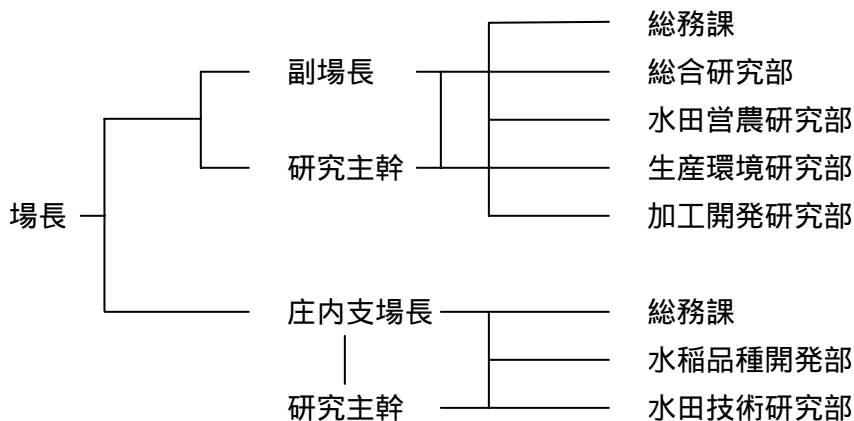 総務課
副場長 総合研究部
水田営農研究部
研究主幹 生産環境研究部
場長 加工開発研究部
庄内支場長 総務課
水稲品種開発部
研究主幹 水田技術研究部